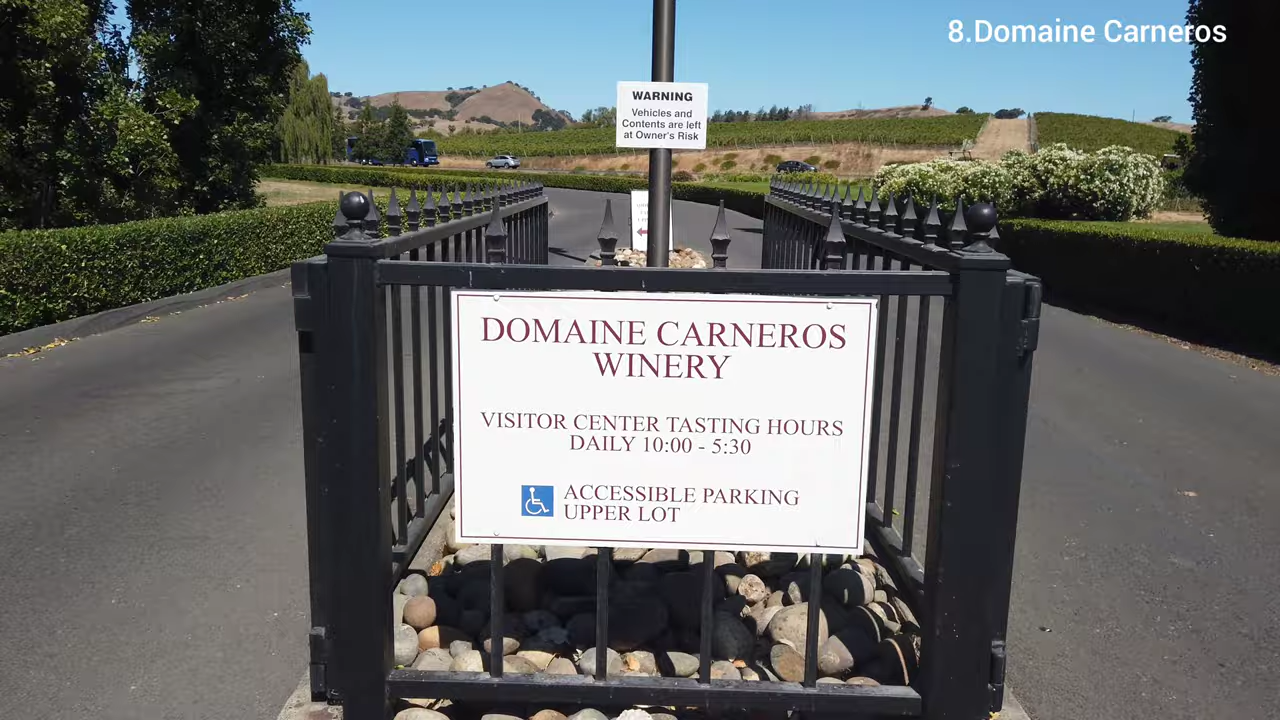 8.Domaine Carneros
WARNING
Vehicles and
Contents are left
at Owner's Risk
DOMAINE CARNEROS
WINERY
VISITOR CENTER TASTING HOURS
DAILY 10:00 - 5:30
ACCESSIBLE PARKING
UPPER LOT